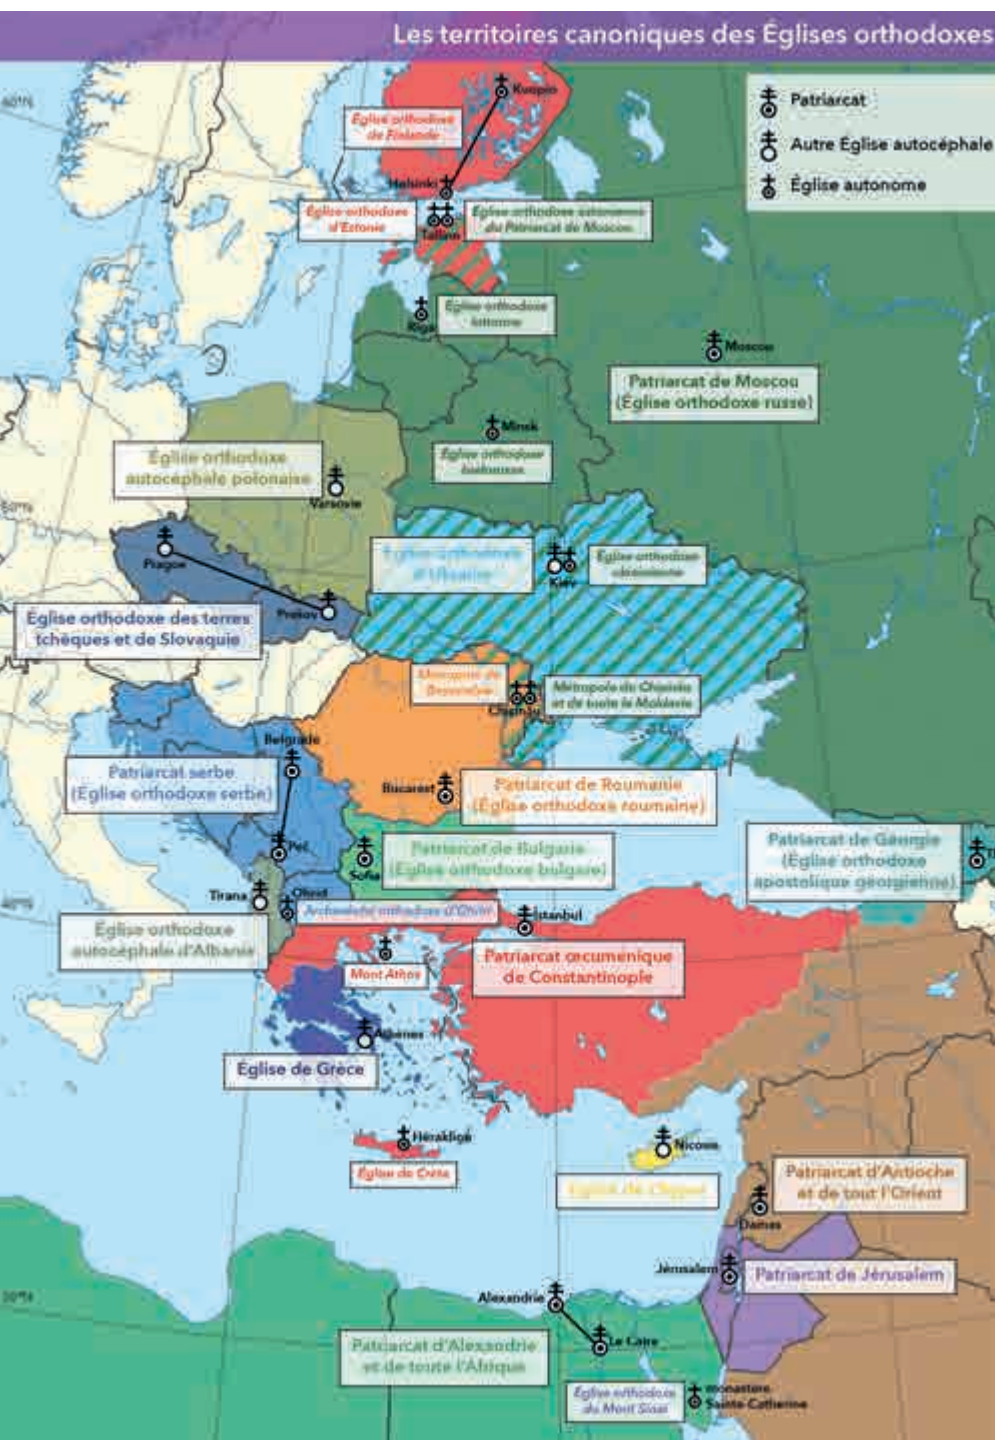 Les territoires canoniques des Églises orthodoxes
Patriarcat
Autre Église autocéphale
Église autonome
60°N
Kuopio
Église orthodoxe
de Finlande
Helsinki
Église orthodoxe
d'Estonie
Église orthodoxe estonienne
du Patriarcat de Moscou
Tallinn
Riga
Église orthodoxe
lettonne
Moscou
Patriarcat de Moscou
(Église orthodoxe russe)
Minsk
Église orthodoxe
Église orthodoxe
autocéphale polonaise
Varsovie
50°N
Prague
Prešov
Église orthodoxe
d'Ukraine
Kiev
Église orthodoxe
ukrainienne
Église orthodoxe des terres
tchèques et de Slovaquie
Métropole de
Bessarabie
Chișinău
Métropole de Chișinău
et de toute la Moldavie
Belgrade
Patriarcat serbe
(Église orthodoxe serbe)
Bucarest
Patriarcat de Roumanie
(Église orthodoxe roumaine)
Peć
Sofia
Patriarcat de Bulgarie
(Église orthodoxe bulgare)
Patriarcat de Géorgie
(Église orthodoxe
apostolique géorgienne)
Tirana
Ohrid
Archevêché orthodoxe d'Ohrid
40°N
Istanbul
Église orthodoxe
autocéphale d'Albanie
Mont Athos
Patriarcat œcuménique
de Constantinople
Athènes
Église de Grèce
Héraklion
Église de Crète
Nicosie
Église de Chypre
Patriarcat d'Antioche
et de tout l'Orient
Damas
Jérusalem
Patriarcat de Jérusalem
30°N
Alexandrie
Le Caire
Patriarcat d'Alexandrie
et de toute l'Afrique
Église orthodoxe
du Mont Sinaï
monastère
Sainte-Catherine